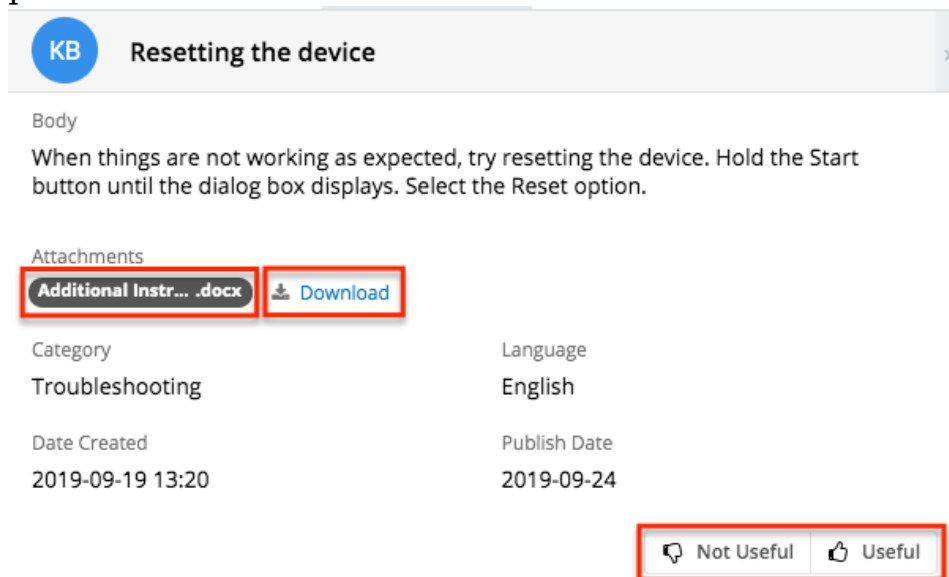 KB
Resetting the device
Body
When things are not working as expected, try resetting the device. Hold the Start
button until the dialog box displays. Select the Reset option.
Attachments
Additional Instr... .docx Download
Category Language
Troubleshooting English
Date Created Publish Date
2019-09-19 13:20 2019-09-24
Not Useful Useful